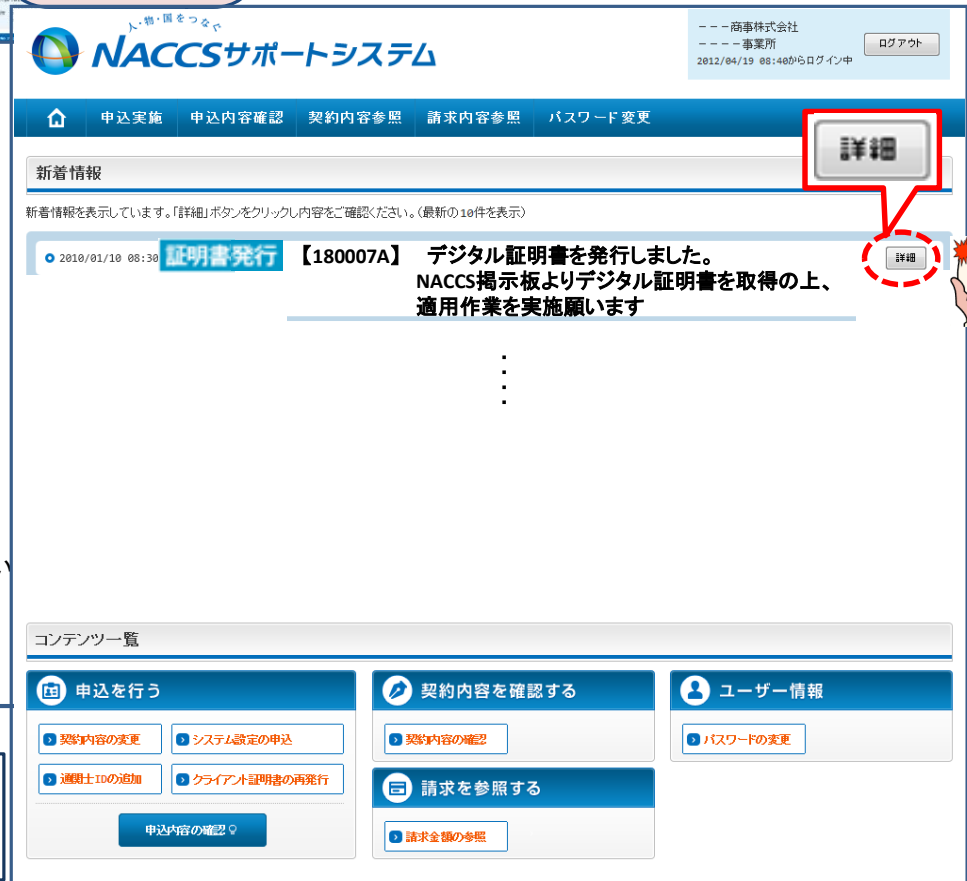 人・物・国をつなぐ
NACCSサポートシステム
---商事株式会社
----事業所
2012/04/19 08:40からログイン中
ログアウト
申込実施 申込内容確認 契約内容参照 請求内容参照 パスワード変更
詳細
新着情報
新着情報を表示しています。「詳細」ボタンをクリックし内容をご確認ください。(最新の10件を表示)
2010/01/10 08:30 証明書発行 【180007A】 デジタル証明書を発行しました。
詳細
NACCS掲示板よりデジタル証明書を取得の上、
適用作業を実施願います
い
コンテンツ一覧
申込を行う
契約内容の変更 システム設定の申込
通関士IDの追加 クライアント証明書の再発行
申込内容の確認
契約内容を確認する
契約内容の確認
請求を参照する
請求金額の参照
ユーザー情報
パスワードの変更